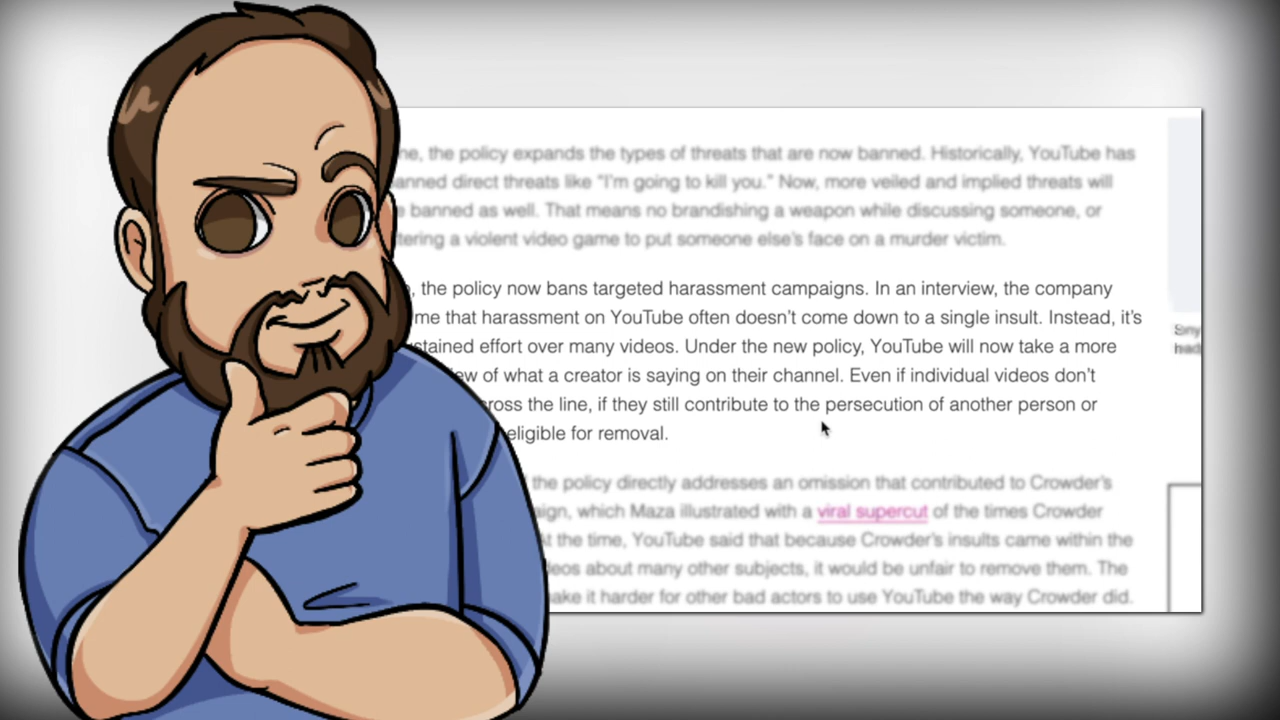 ne, the policy expands the types of threats that are now banned. Historically, YouTube has
anned direct threats like “I’m going to kill you.” Now, more veiled and implied threats will
e banned as well. That means no brandishing a weapon while discussing someone, or
tering a violent video game to put someone else’s face on a murder victim.
, the policy now bans targeted harassment campaigns. In an interview, the company
me that harassment on YouTube often doesn’t come down to a single insult. Instead, it’s
stained effort over many videos. Under the new policy, YouTube will now take a more
ew of what a creator is saying on their channel. Even if individual videos don’t
ross the line, if they still contribute to the persecution of another person or
eligible for removal.
the policy directly addresses an omission that contributed to Crowder’s
aign, which Maza illustrated with a viral supercut of the times Crowder
At the time, YouTube said that because Crowder’s insults came within the
eos about many other subjects, it would be unfair to remove them. The
ake it harder for other bad actors to use YouTube the way Crowder did.